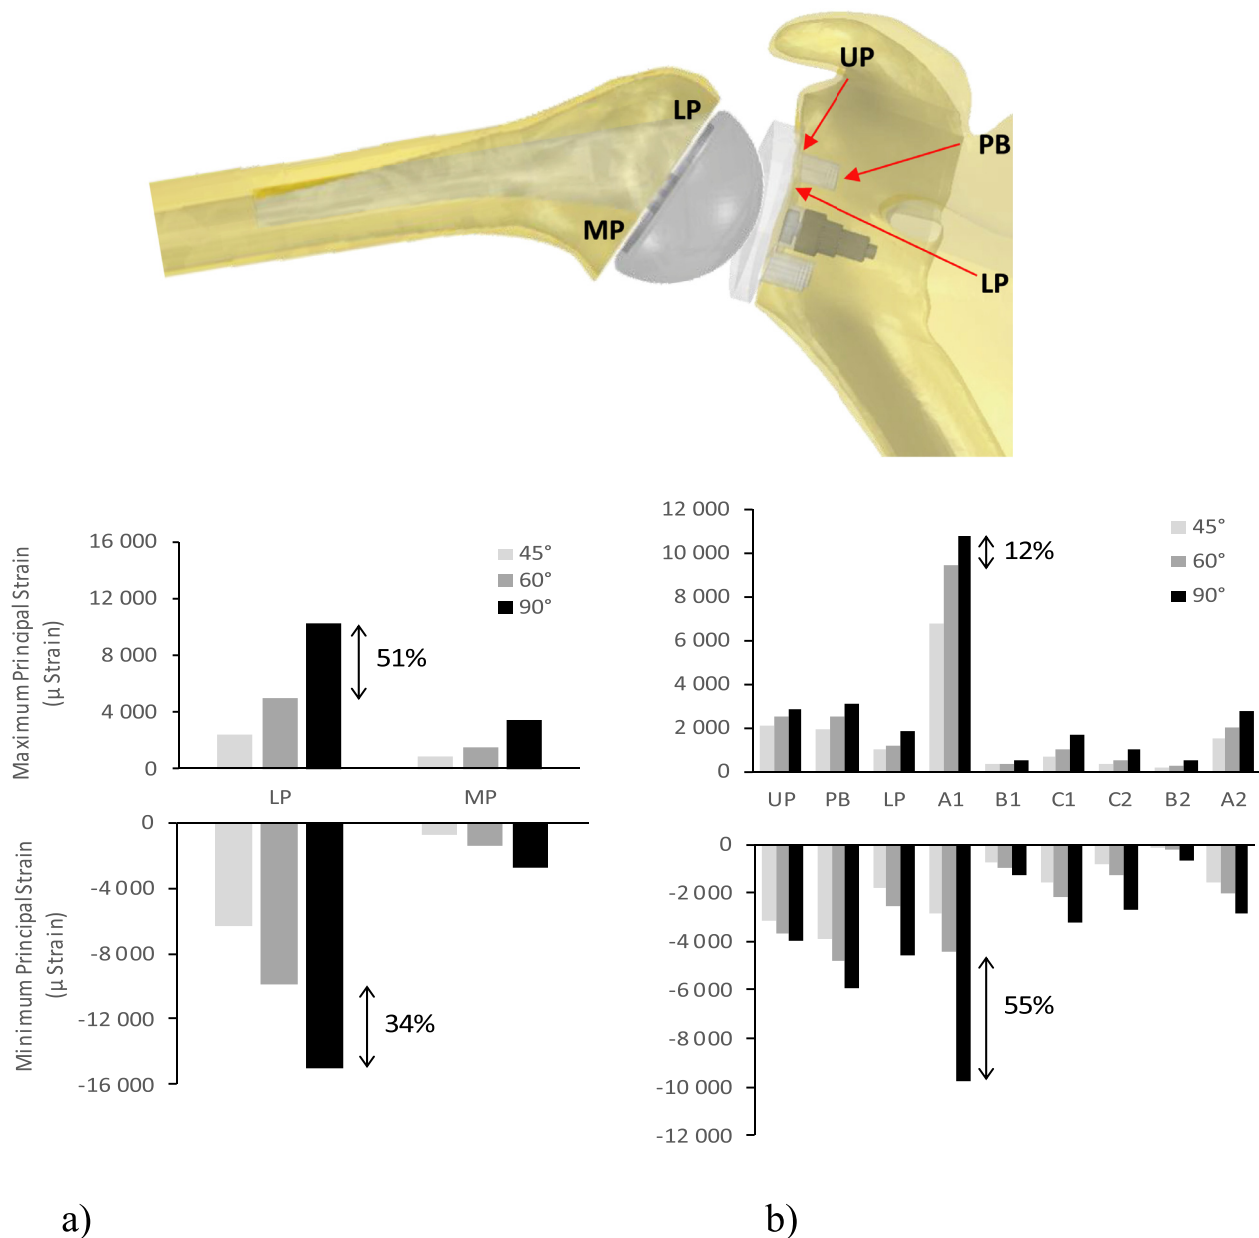 UP
LP
PB
MP
LP
16 000
12 000
8 000
4 000
0
Maximum Principal Strain
(µ Strain)
45°
60°
90°
51%
LP MP
0
-4 000
-8 000
-12 000
-16 000
Minimum Principal Strain
(µ Strain)
34%
a)
12 000
10 000
8 000
6 000
4 000
2 000
0
45°
60°
90°
12%
UP PB LP A1 B1 C1 C2 B2 A2
0
-2 000
-4 000
-6 000
-8 000
-10 000
-12 000
55%
b)